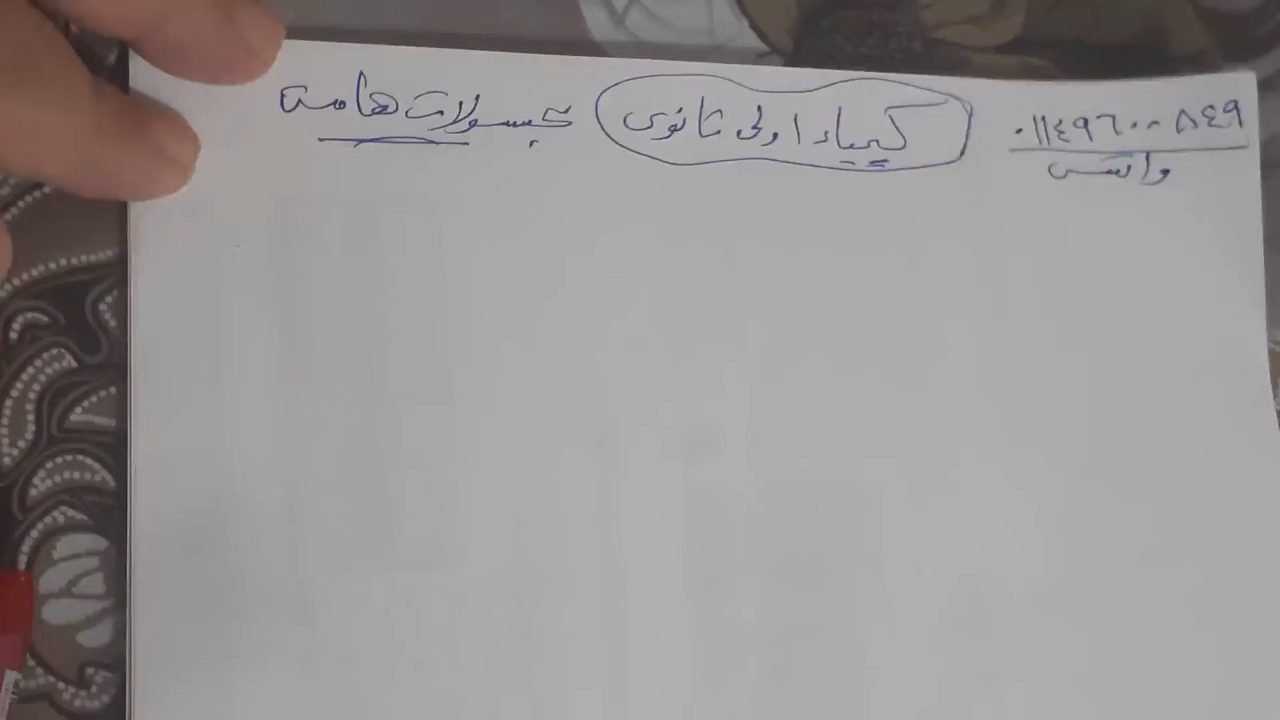 ٠١١٤٩٦٠٠٨٤٩
واتس
كيمياء اولى ثانوى
كبسولات هامة